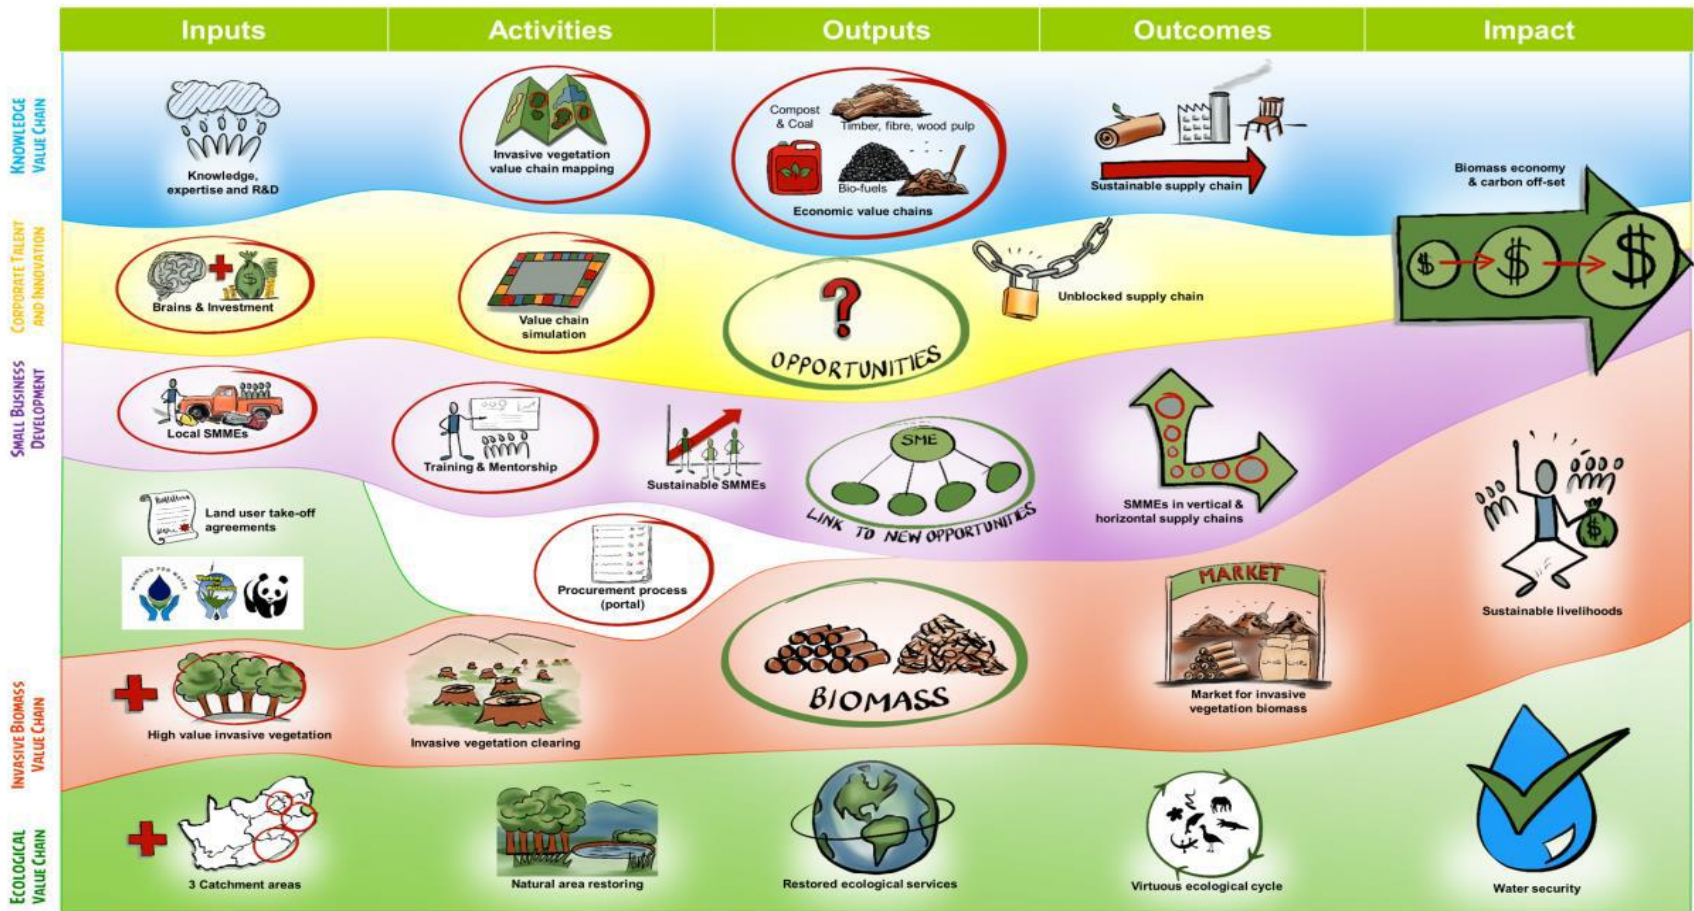 Inputs
Activities
Outputs
Outcomes
Impact
KNOWLEDGE
VALUE CHAIN
Knowledge,
expertise and R&D
Invasive vegetation
value chain mapping
Compost
& Coal
Timber, fibre, wood pulp
Bio-fuels
Economic value chains
Sustainable supply chain
Biomass economy
& carbon off-set
$
$
$
CORPORATE TALENT
AND INNOVATION
$
Brains & Investment
Value chain
simulation
?
OPPORTUNITIES
Unblocked supply chain
SMALL BUSINESS
DEVELOPMENT
Local SMMEs
Training & Mentorship
Sustainable SMMEs
SME
LINK TO NEW OPPORTUNITIES
SMMEs in vertical &
horizontal supply chains
Land user take-off
agreements
WORKING FOR WATER
Procurement process
(portal)
$
Sustainable livelihoods
INVASIVE BIOMASS
VALUE CHAIN
High value invasive vegetation
Invasive vegetation clearing
BIOMASS
MARKET
Market for invasive
vegetation biomass
ECOLOGICAL
VALUE CHAIN
3 Catchment areas
Natural area restoring
Restored ecological services
Virtuous ecological cycle
Water security